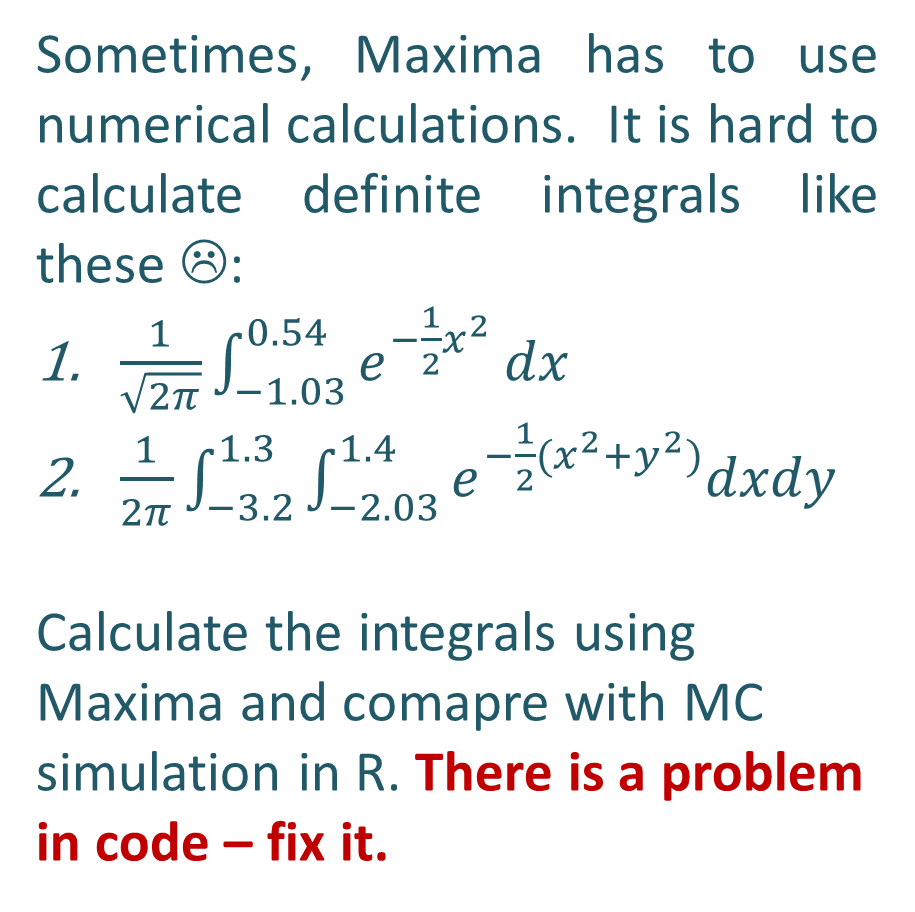 Sometimes, Maxima has to use
numerical calculations. It is hard to
calculate definite integrals like
these ☹:
1. \frac{1}{\sqrt{2\pi}} \int_{-1.03}^{0.54} e^{-\frac{1}{2}x^2} dx
2. \frac{1}{2\pi} \int_{-3.2}^{1.3} \int_{-2.03}^{1.4} e^{-\frac{1}{2}(x^2+y^2)} dxdy
Calculate the integrals using
Maxima and comapre with MC
simulation in R. There is a problem
in code – fix it.